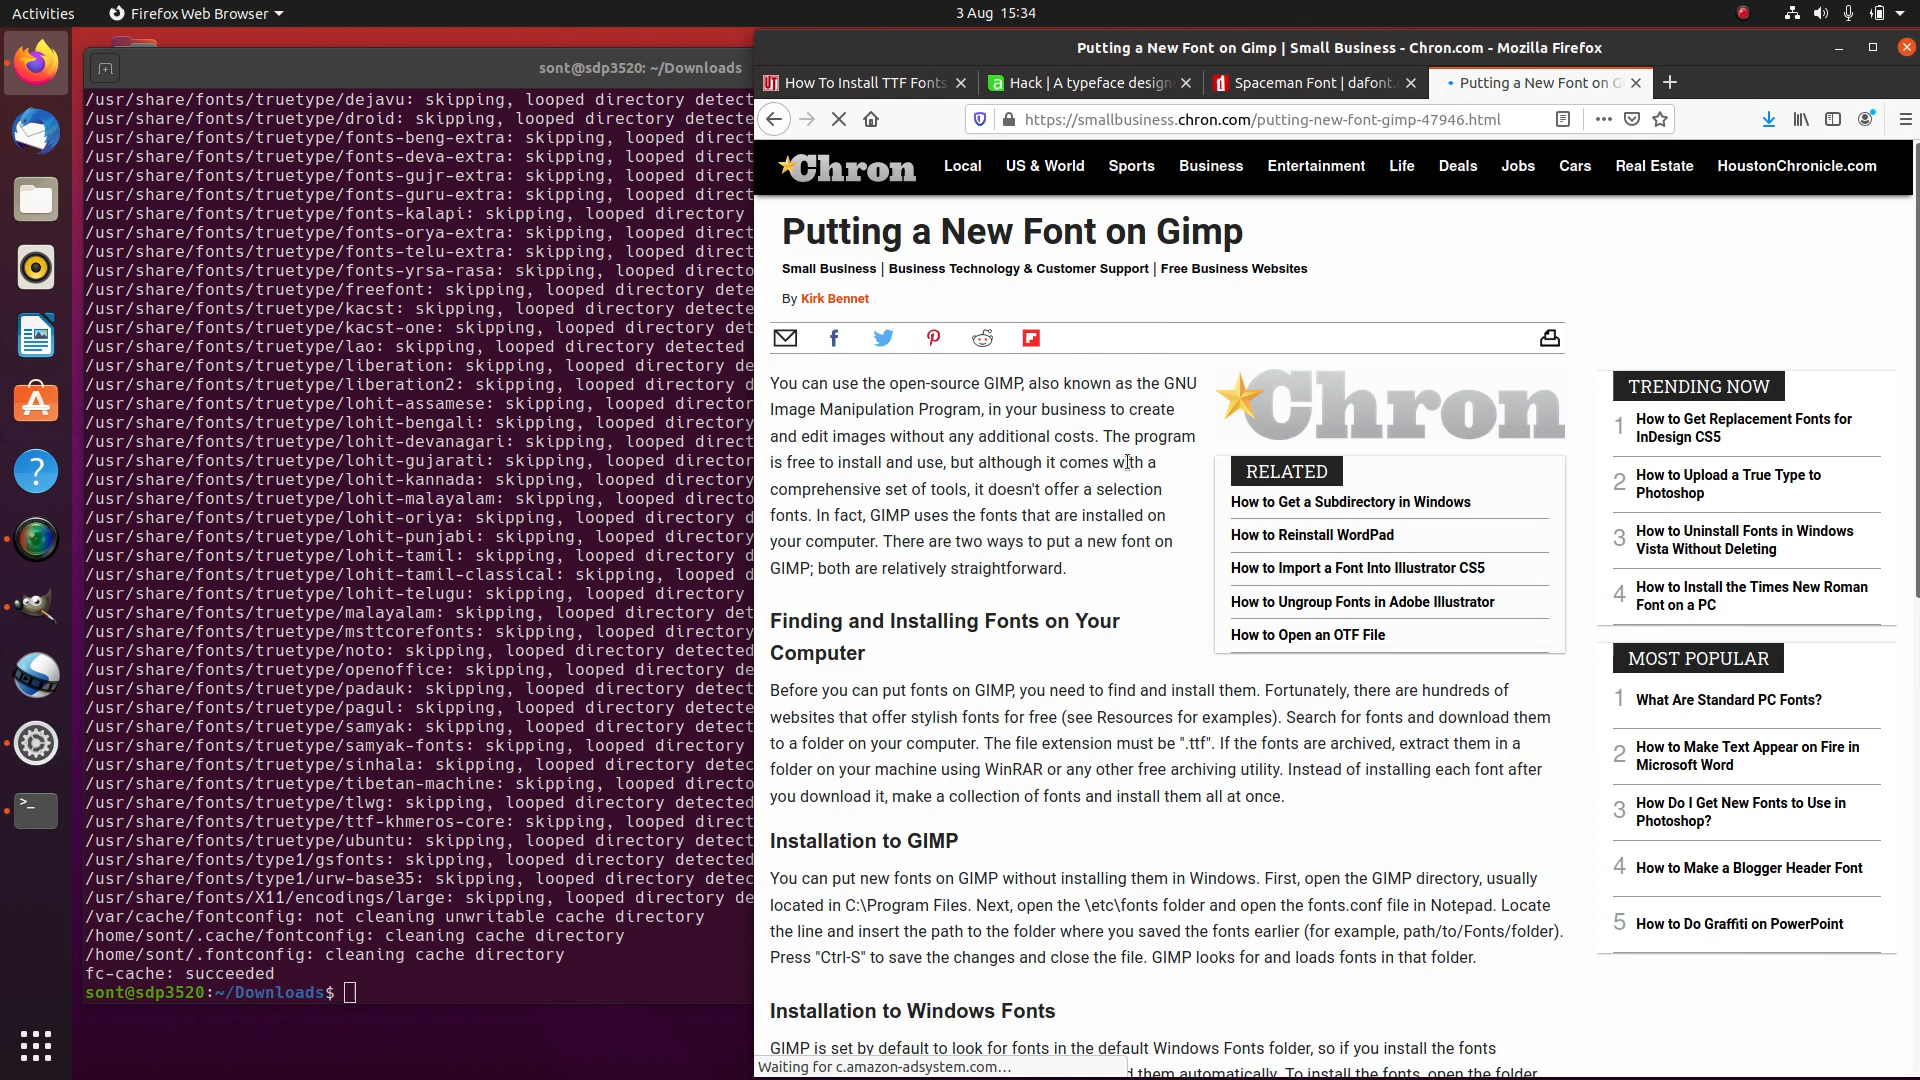 Activities
Firefox Web Browser
3 Aug 15:34
sont@sdp3520: ~/Downloads
/usr/share/fonts/truetype/dejavu: skipping, looped directory detect
/usr/share/fonts/truetype/droid: skipping, looped directory detecte
/usr/share/fonts/truetype/fonts-beng-extra: skipping, looped direct
/usr/share/fonts/truetype/fonts-deva-extra: skipping, looped direct
/usr/share/fonts/truetype/fonts-gujr-extra: skipping, looped direct
/usr/share/fonts/truetype/fonts-guru-extra: skipping, looped direct
/usr/share/fonts/truetype/fonts-kalapi: skipping, looped directory
/usr/share/fonts/truetype/fonts-orya-extra: skipping, looped direct
/usr/share/fonts/truetype/fonts-telu-extra: skipping, looped direct
/usr/share/fonts/truetype/fonts-yrsa-rasa: skipping, looped directo
/usr/share/fonts/truetype/freefont: skipping, looped directory dete
/usr/share/fonts/truetype/kacst: skipping, looped directory detecte
/usr/share/fonts/truetype/kacst-one: skipping, looped directory det
/usr/share/fonts/truetype/lao: skipping, looped directory detected
/usr/share/fonts/truetype/liberation: skipping, looped directory de
/usr/share/fonts/truetype/liberation2: skipping, looped directory d
/usr/share/fonts/truetype/lohit-assamese: skipping, looped director
/usr/share/fonts/truetype/lohit-bengali: skipping, looped directory
/usr/share/fonts/truetype/lohit-devanagari: skipping, looped direct
/usr/share/fonts/truetype/lohit-gujarati: skipping, looped director
/usr/share/fonts/truetype/lohit-kannada: skipping, looped directory
/usr/share/fonts/truetype/lohit-malayalam: skipping, looped directo
/usr/share/fonts/truetype/lohit-oriya: skipping, looped directory d
/usr/share/fonts/truetype/lohit-punjabi: skipping, looped directory
/usr/share/fonts/truetype/lohit-tamil: skipping, looped directory d
/usr/share/fonts/truetype/lohit-tamil-classical: skipping, looped d
/usr/share/fonts/truetype/lohit-telugu: skipping, looped directory
/usr/share/fonts/truetype/malayalam: skipping, looped directory det
/usr/share/fonts/truetype/msttcorefonts: skipping, looped directory
/usr/share/fonts/truetype/noto: skipping, looped directory detected
/usr/share/fonts/truetype/openoffice: skipping, looped directory de
/usr/share/fonts/truetype/padauk: skipping, looped directory detect
/usr/share/fonts/truetype/pagul: skipping, looped directory detecte
/usr/share/fonts/truetype/samyak: skipping, looped directory detect
/usr/share/fonts/truetype/samyak-fonts: skipping, looped directory
/usr/share/fonts/truetype/sinhala: skipping, looped directory detec
/usr/share/fonts/truetype/tibetan-machine: skipping, looped directo
/usr/share/fonts/truetype/tlwg: skipping, looped directory detected
/usr/share/fonts/truetype/ttf-khmeros-core: skipping, looped direct
/usr/share/fonts/truetype/ubuntu: skipping, looped directory detect
/usr/share/fonts/type1/gsfonts: skipping, looped directory detected
/usr/share/fonts/type1/urw-base35: skipping, looped directory detec
/usr/share/fonts/X11/encodings/large: skipping, looped directory de
/var/cache/fontconfig: not cleaning unwritable cache directory
/home/sont/.cache/fontconfig: cleaning cache directory
/home/sont/.fontconfig: cleaning cache directory
fc-cache: succeeded
sont@sdp3520:~/Downloads$
Putting a New Font on Gimp | Small Business - Chron.com - Mozilla Firefox
How To Install TTF Fonts
Hack | A typeface design
Spaceman Font | dafont.
Putting a New Font on G
https://smallbusiness.chron.com/putting-new-font-gimp-47946.html
Chron
Local
US & World
Sports
Business
Entertainment
Life
Deals
Jobs
Cars
Real Estate
HoustonChronicle.com
Putting a New Font on Gimp
Small Business | Business Technology & Customer Support | Free Business Websites
By Kirk Bennet
You can use the open-source GIMP, also known as the GNU
Image Manipulation Program, in your business to create
and edit images without any additional costs. The program
is free to install and use, but although it comes with a
comprehensive set of tools, it doesn't offer a selection
fonts. In fact, GIMP uses the fonts that are installed on
your computer. There are two ways to put a new font on
GIMP; both are relatively straightforward.
Chron
RELATED
How to Get a Subdirectory in Windows
How to Reinstall WordPad
How to Import a Font Into Illustrator CS5
How to Ungroup Fonts in Adobe Illustrator
How to Open an OTF File
Finding and Installing Fonts on Your
Computer
Before you can put fonts on GIMP, you need to find and install them. Fortunately, there are hundreds of
websites that offer stylish fonts for free (see Resources for examples). Search for fonts and download them
to a folder on your computer. The file extension must be ".ttf". If the fonts are archived, extract them in a
folder on your machine using WinRAR or any other free archiving utility. Instead of installing each font after
you download it, make a collection of fonts and install them all at once.
Installation to GIMP
You can put new fonts on GIMP without installing them in Windows. First, open the GIMP directory, usually
located in C:\Program Files. Next, open the \etc\fonts folder and open the fonts.conf file in Notepad. Locate
the line and insert the path to the folder where you saved the fonts earlier (for example, path/to/Fonts/folder).
Press "Ctrl-S" to save the changes and close the file. GIMP looks for and loads fonts in that folder.
Installation to Windows Fonts
GIMP is set by default to look for fonts in the default Windows Fonts folder, so if you install the fonts
them automatically. To install the fonts, open the folder
Waiting for c.amazon-adsystem.com...
TRENDING NOW
1 How to Get Replacement Fonts for
InDesign CS5
2 How to Upload a True Type to
Photoshop
3 How to Uninstall Fonts in Windows
Vista Without Deleting
4 How to Install the Times New Roman
Font on a PC
MOST POPULAR
1 What Are Standard PC Fonts?
2 How to Make Text Appear on Fire in
Microsoft Word
3 How Do I Get New Fonts to Use in
Photoshop?
4 How to Make a Blogger Header Font
5 How to Do Graffiti on PowerPoint